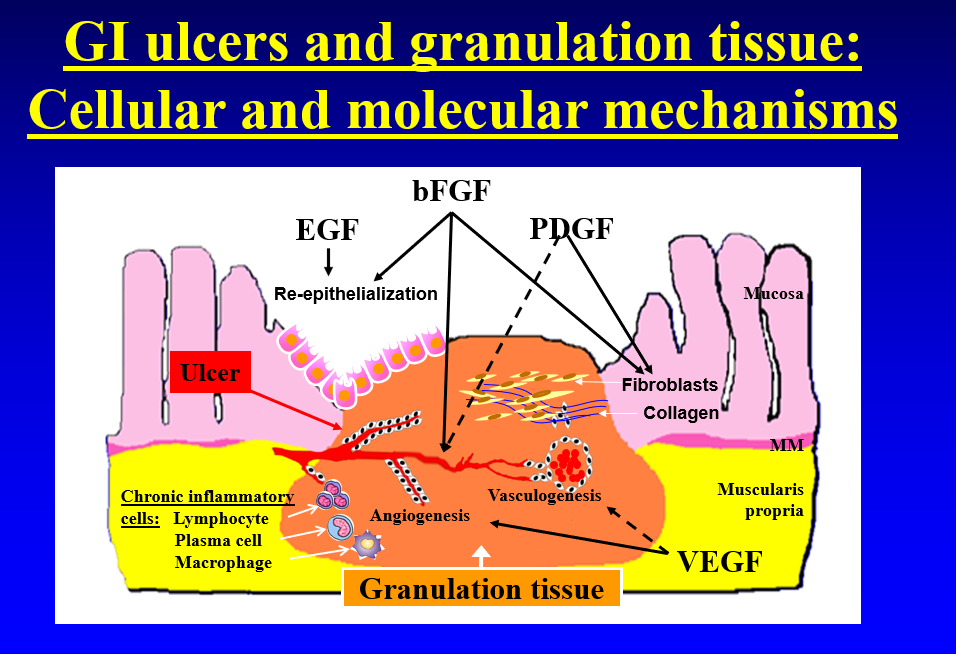 GI ulcers and granulation tissue:
Cellular and molecular mechanisms
bFGF
EGF
PDGF
Re-epithelialization
Mucosa
Ulcer
Fibroblasts
Collagen
MM
Muscularis
propria
Chronic inflammatory
cells: Lymphocyte
Plasma cell
Macrophage
Angiogenesis
Vasculogenesis
VEGF
Granulation tissue